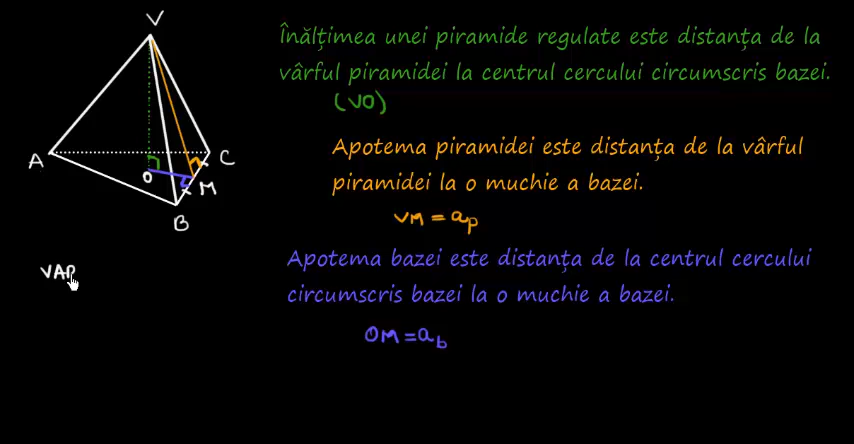 V
Înălțimea unei piramide regulate este distanța de la
vârful piramidei la centrul cercului circumscris bazei.
(VO)
A
C
O
M
B
Apotema piramidei este distanța de la vârful
piramidei la o muchie a bazei.
VM = ap
VAP
Apotema bazei este distanța de la centrul cercului
circumscris bazei la o muchie a bazei.
OM = ab